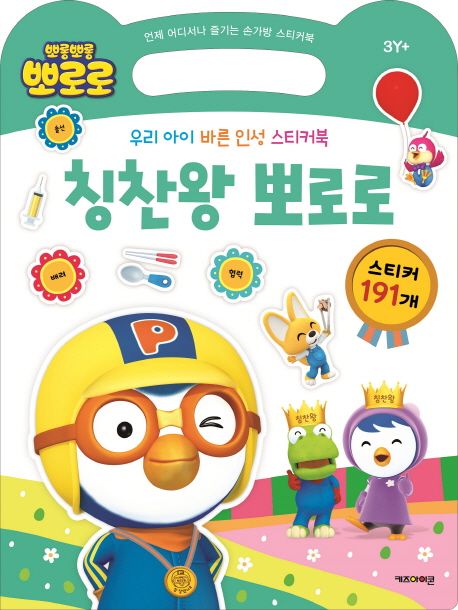 언제 어디서나 즐기는 손가방 스티커북
3Y+
뽀롱뽀롱
뽀로로
솔선
우리 아이 바른 인성 스티커북
칭찬왕 뽀로로
배려
협력
스티커
191개
P
칭찬왕
칭찬왕
키즈아이콘